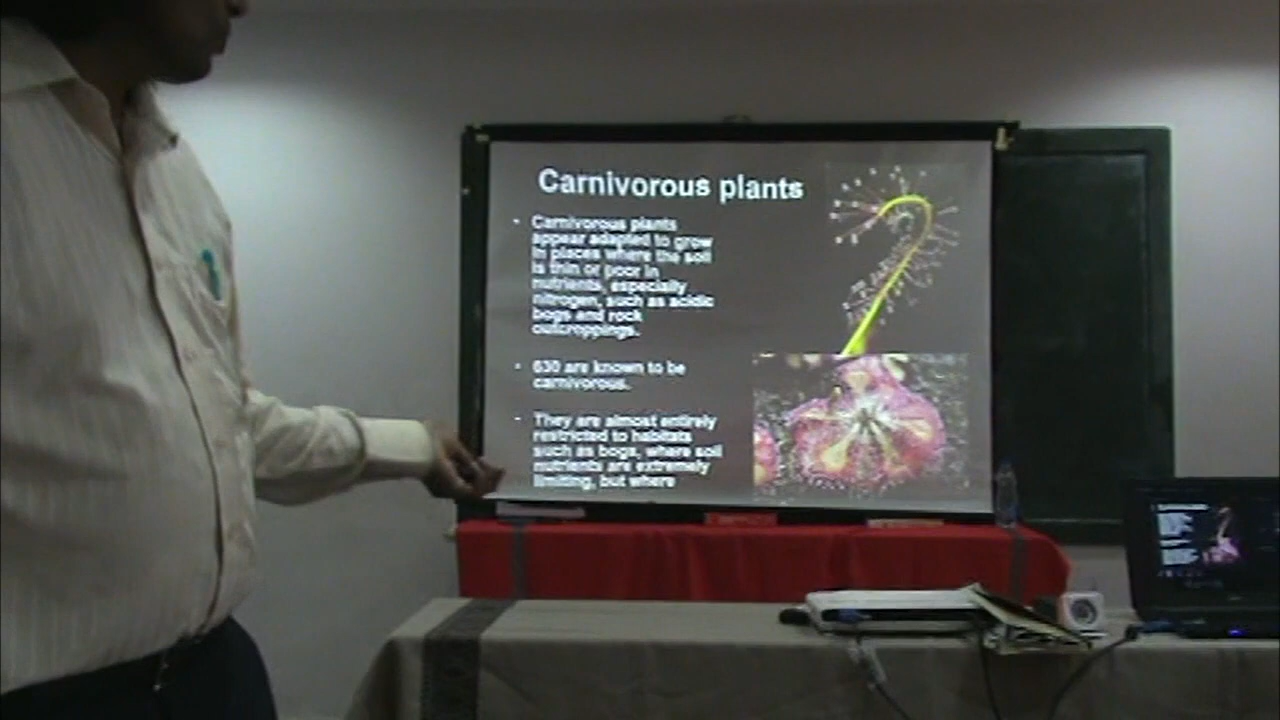 Carnivorous plants
• Carnivorous plants
appear adapted to grow
in places where the soil
is thin or poor in
nutrients, especially
nitrogen, such as acidic
bogs and rock
outcroppings.
• 630 are known to be
carnivorous.
• They are almost entirely
restricted to habitats
such as bogs, where soil
nutrients are extremely
limiting, but where